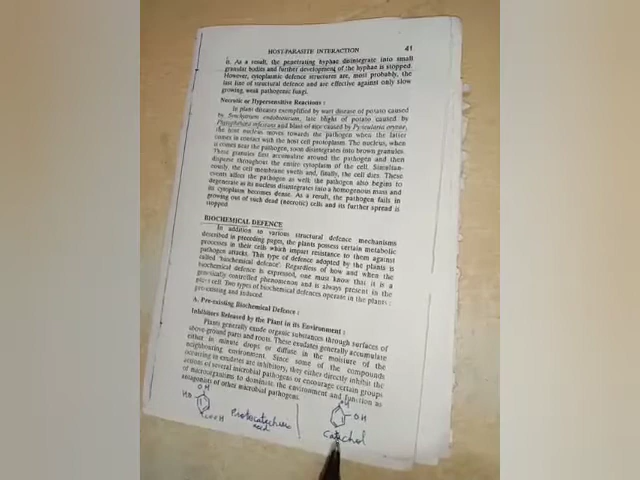 HOST-PARASITE INTERACTION 41
6. As a result, the penetrating hyphae disintegrate into small
granular bodies and further development of the hyphae is stopped.
However, cytoplasmic defence structures are, most probably, the
last line of structural defence and are effective against only slow
growing, weak pathogenic fungi.
Necrotic or Hypersensitive Reactions :
In plant diseases exemplified by wart disease of potato caused
by Synchitrium endobioticum, late blight of potato caused by
Phytophthora infestans and blast of rice caused by Pyricularia oryzae,
the host nucleus moves towards the pathogen when the latter
comes in contact with the host cell protoplasm. The nucleus, when
it comes near the pathogen, soon disintegrates into brown granules.
These granules first accumulate around the pathogen and then
dispose throughout the entire cytoplasm of the cell. Simultan-
eously, the cell membrane swells and, finally, the cell dies. These
events affect the pathogen as well; the pathogen also begins to
degenerate as its nucleus disintegrates into a homogenous mass and
its cytoplasm becomes dense. As a result, the pathogen fails in
growing out of such dead (necrotic) cells and its further spread is
stopped.
BIOCHEMICAL DEFENCE
In addition to various structural defence mechanisms
described in preceding pages, the plants possess certain metabolic
processes in their cells which impart resistance to them against
pathogen attacks. This type of defence adopted by the plants is
called 'biochemical defence'. Regardless of how and when the
biochemical defence is expressed, one must know that it is a
genetically controlled phenomenon and is always present in the
plant cell. Two types of biochemical defences operate in the plants :
pre-existing and induced.
A. Pre-existing Biochemical Defence :
Inhibitors Released by the Plant in its Environment :
Plants generally exude organic substances through surfaces of
above-ground parts and roots. These exudates generally accumulate
either in minute drops or diffuse in the moisture of the
neighbouring environment. Since some of the compounds
occurring in exudates are inhibitory, they either directly inhibit the
actions of several microbial pathogens or encourage certain groups
of microorganisms to dominate the environment and function as
antagonists of other microbial pathogens.
OH
HO
COOH
Protocatechuic
acid
OH
OH
Catechol